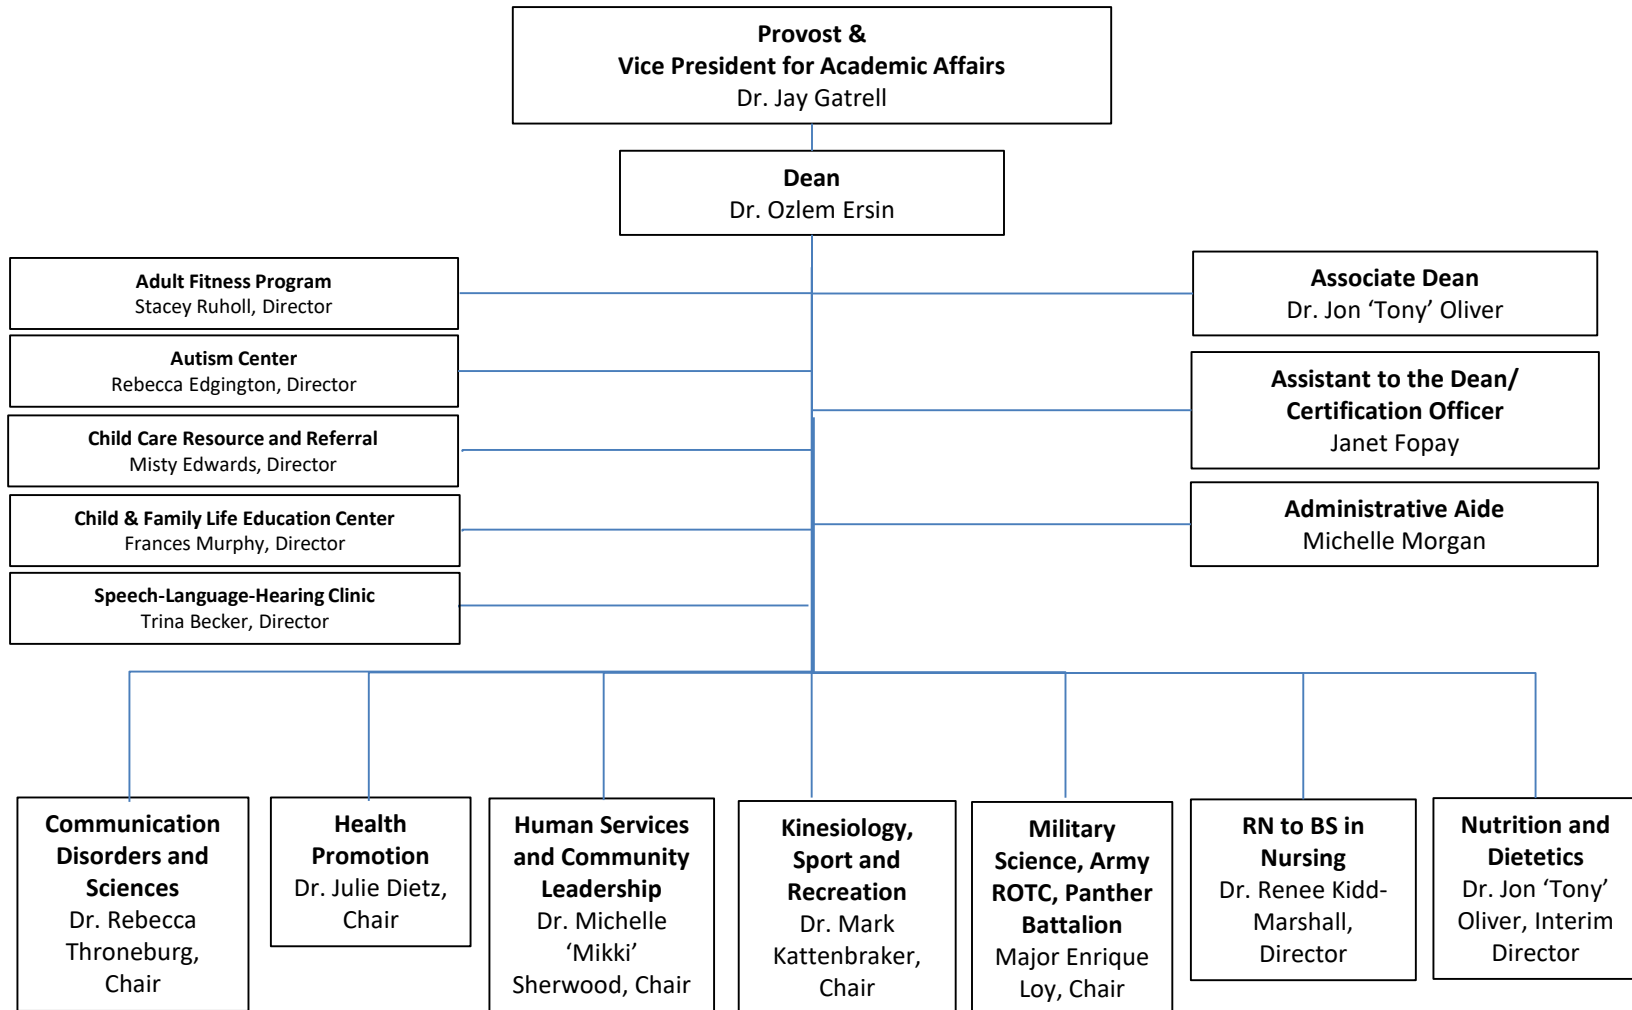 Provost &
Vice President for Academic Affairs
Dr. Jay Gatrell
Dean
Dr. Ozlem Ersin
Adult Fitness Program
Stacey Ruholl, Director
Autism Center
Rebecca Edgington, Director
Child Care Resource and Referral
Misty Edwards, Director
Child & Family Life Education Center
Frances Murphy, Director
Speech-Language-Hearing Clinic
Trina Becker, Director
Associate Dean
Dr. Jon ‘Tony’ Oliver
Assistant to the Dean/
Certification Officer
Janet Fopay
Administrative Aide
Michelle Morgan
Communication
Disorders and
Sciences
Dr. Rebecca
Throneburg,
Chair
Health
Promotion
Dr. Julie Dietz,
Chair
Human Services
and Community
Leadership
Dr. Michelle
‘Mikki’
Sherwood, Chair
Kinesiology,
Sport and
Recreation
Dr. Mark
Kattenbraker,
Chair
Military
Science, Army
ROTC, Panther
Battalion
Major Enrique
Loy, Chair
RN to BS in
Nursing
Dr. Renee Kidd-
Marshall,
Director
Nutrition and
Dietetics
Dr. Jon ‘Tony’
Oliver, Interim
Director